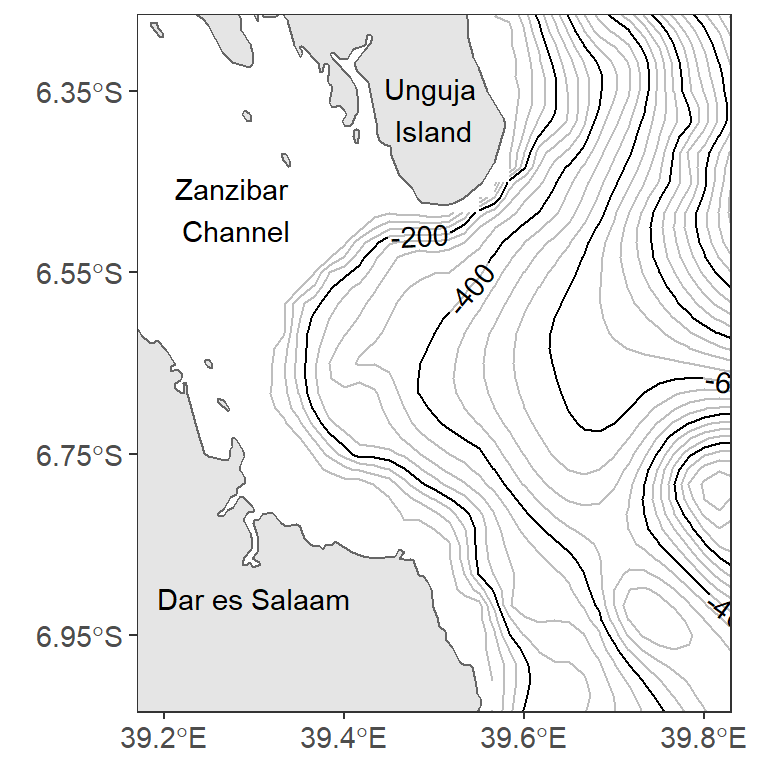 6.35°S
6.55°S
6.75°S
6.95°S
Unguja
Island
Zanzibar
Channel
-200
-400
-6
Dar es Salaam
39.2°E
39.4°E
39.6°E
39.8°E